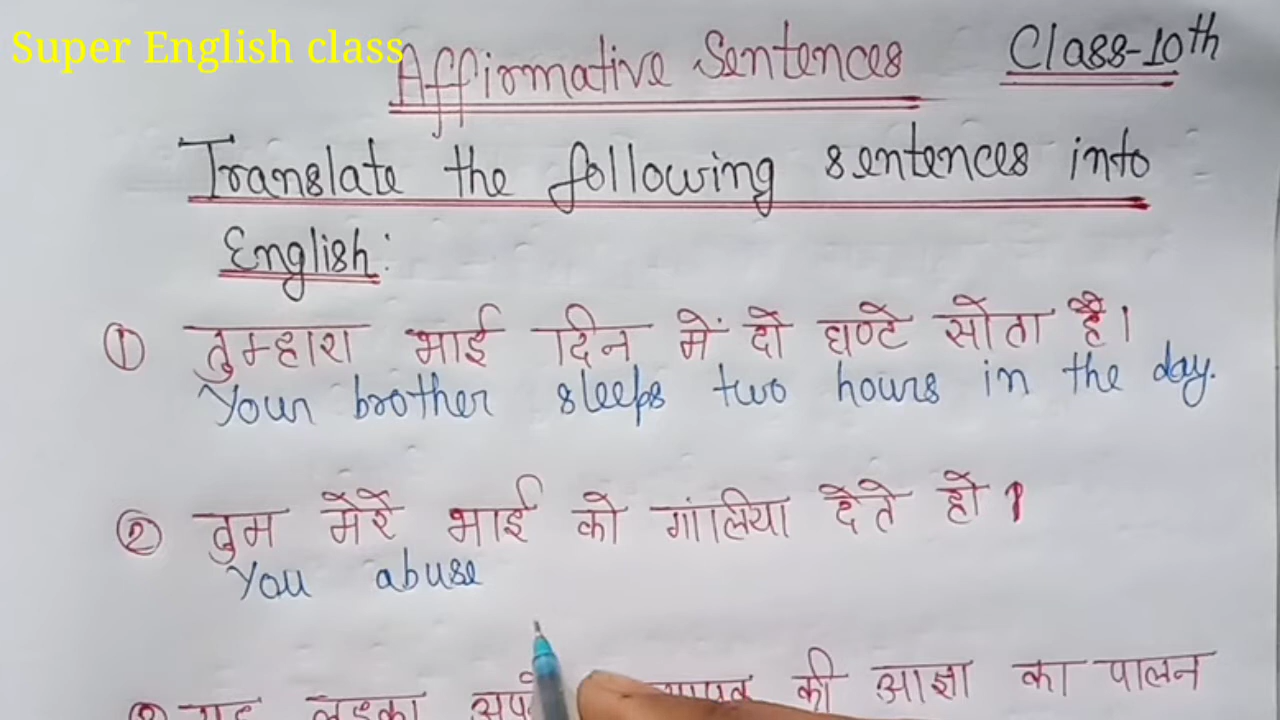 Super English class
Affirmative Sentences Class-10th
Translate the following sentences into
English:
① तुम्हारा भाई दिन में दो घण्टे सोता है।
Your brother sleeps two hours in the day.
② तुम मेरे भाई को गांलिया देते हो।
You abuse
की आज्ञा का पालन